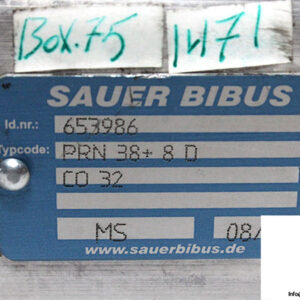 Box.75 1471
SAUER BIBUS
Id.nr.: 653986
Typcode: PRN 38+ 8 D
CO 32
MS 08/
www.sauerbibus.de